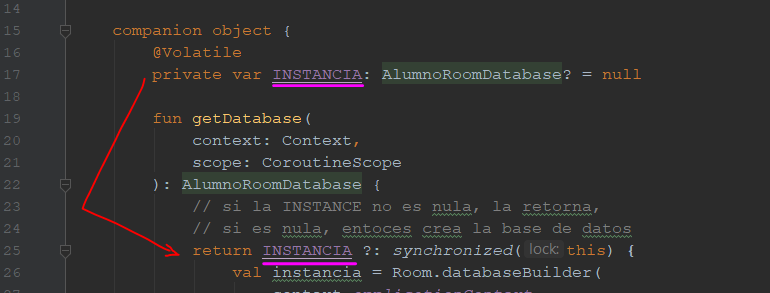 14
15 companion object {
16 @Volatile
17 private var INSTANCIA: AlumnoRoomDatabase? = null
18
19 fun getDatabase(
20 context: Context,
21 scope: CoroutineScope
22 ): AlumnoRoomDatabase {
23 // si la INSTANCE no es nula, la retorna,
24 // si es nula, entoces crea la base de datos
25 return INSTANCIA ?: synchronized( lock: this) {
26 val instancia = Room.databaseBuilder(
27 context.applicationContext